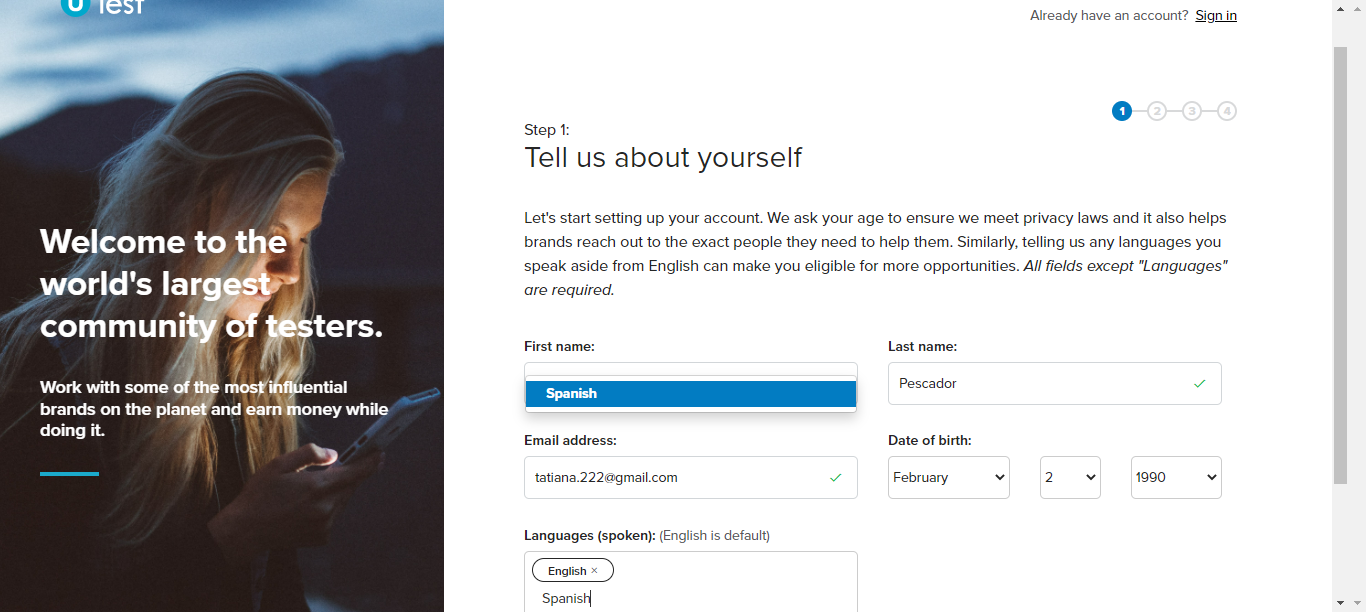 Test
Already have an account? Sign in
1 2 3 4
Step 1:
Tell us about yourself
Let's start setting up your account. We ask your age to ensure we meet privacy laws and it also helps
brands reach out to the exact people they need to help them. Similarly, telling us any languages you
speak aside from English can make you eligible for more opportunities. All fields except "Languages"
are required.
Welcome to the
world's largest
community of testers.
Work with some of the most influential
brands on the planet and earn money while
doing it.
First name:
Last name:
Spanish
Pescador
Email address:
Date of birth:
tatiana.222@gmail.com
February 2 1990
Languages (spoken): (English is default)
English ×
Spanish